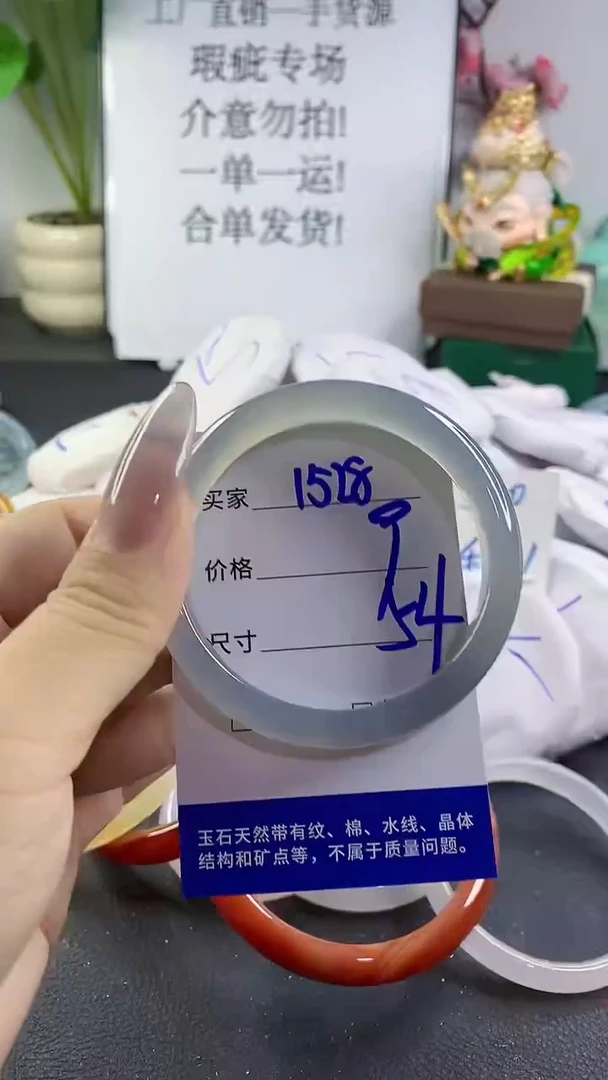 工厂直销一手货源
瑕疵专场
介意勿拍!
一单一运!
合单发货!
买家 1528
价格
尺寸 54
玉石天然带有纹、棉、水线、晶体
结构和矿点等，不属于质量问题。